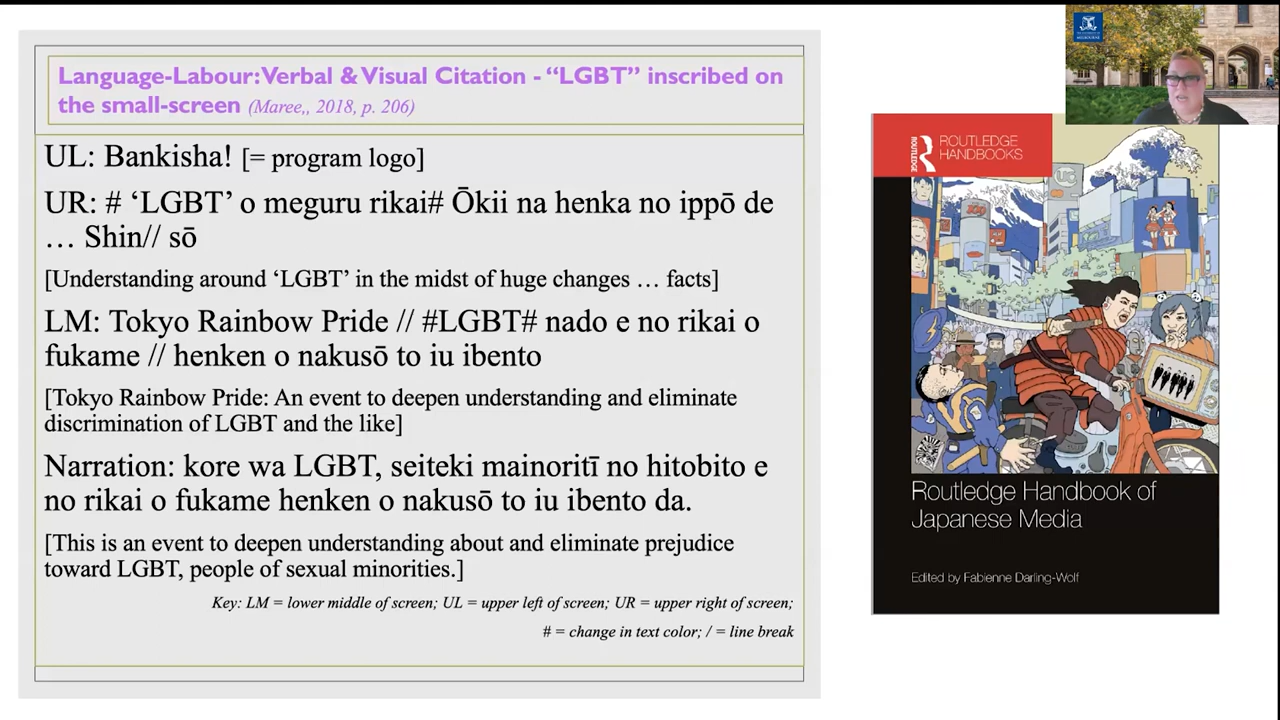 Language-Labour:Verbal & Visual Citation - “LGBT” inscribed on
the small-screen (Maree,, 2018, p. 206)
UL: Bankisha! [= program logo]
UR: # ‘LGBT’ o meguru rikai# Ōkii na henka no ippō de
… Shin// sō
[Understanding around ‘LGBT’ in the midst of huge changes … facts]
LM: Tokyo Rainbow Pride // #LGBT# nado e no rikai o
fukame // henken o nakusō to iu ibento
[Tokyo Rainbow Pride: An event to deepen understanding and eliminate
discrimination of LGBT and the like]
Narration: kore wa LGBT, seiteki mainoritī no hitobito e
no rikai o fukame henken o nakusō to iu ibento da.
[This is an event to deepen understanding about and eliminate prejudice
toward LGBT, people of sexual minorities.]
Key: LM = lower middle of screen; UL = upper left of screen; UR = upper right of screen;
# = change in text color; / = line break
ROUTLEDGE
ROUTLEDGE
HANDBOOKS
Routledge Handbook of
Japanese Media
Edited by Fabienne Darling-Wolf
MELBOURNE